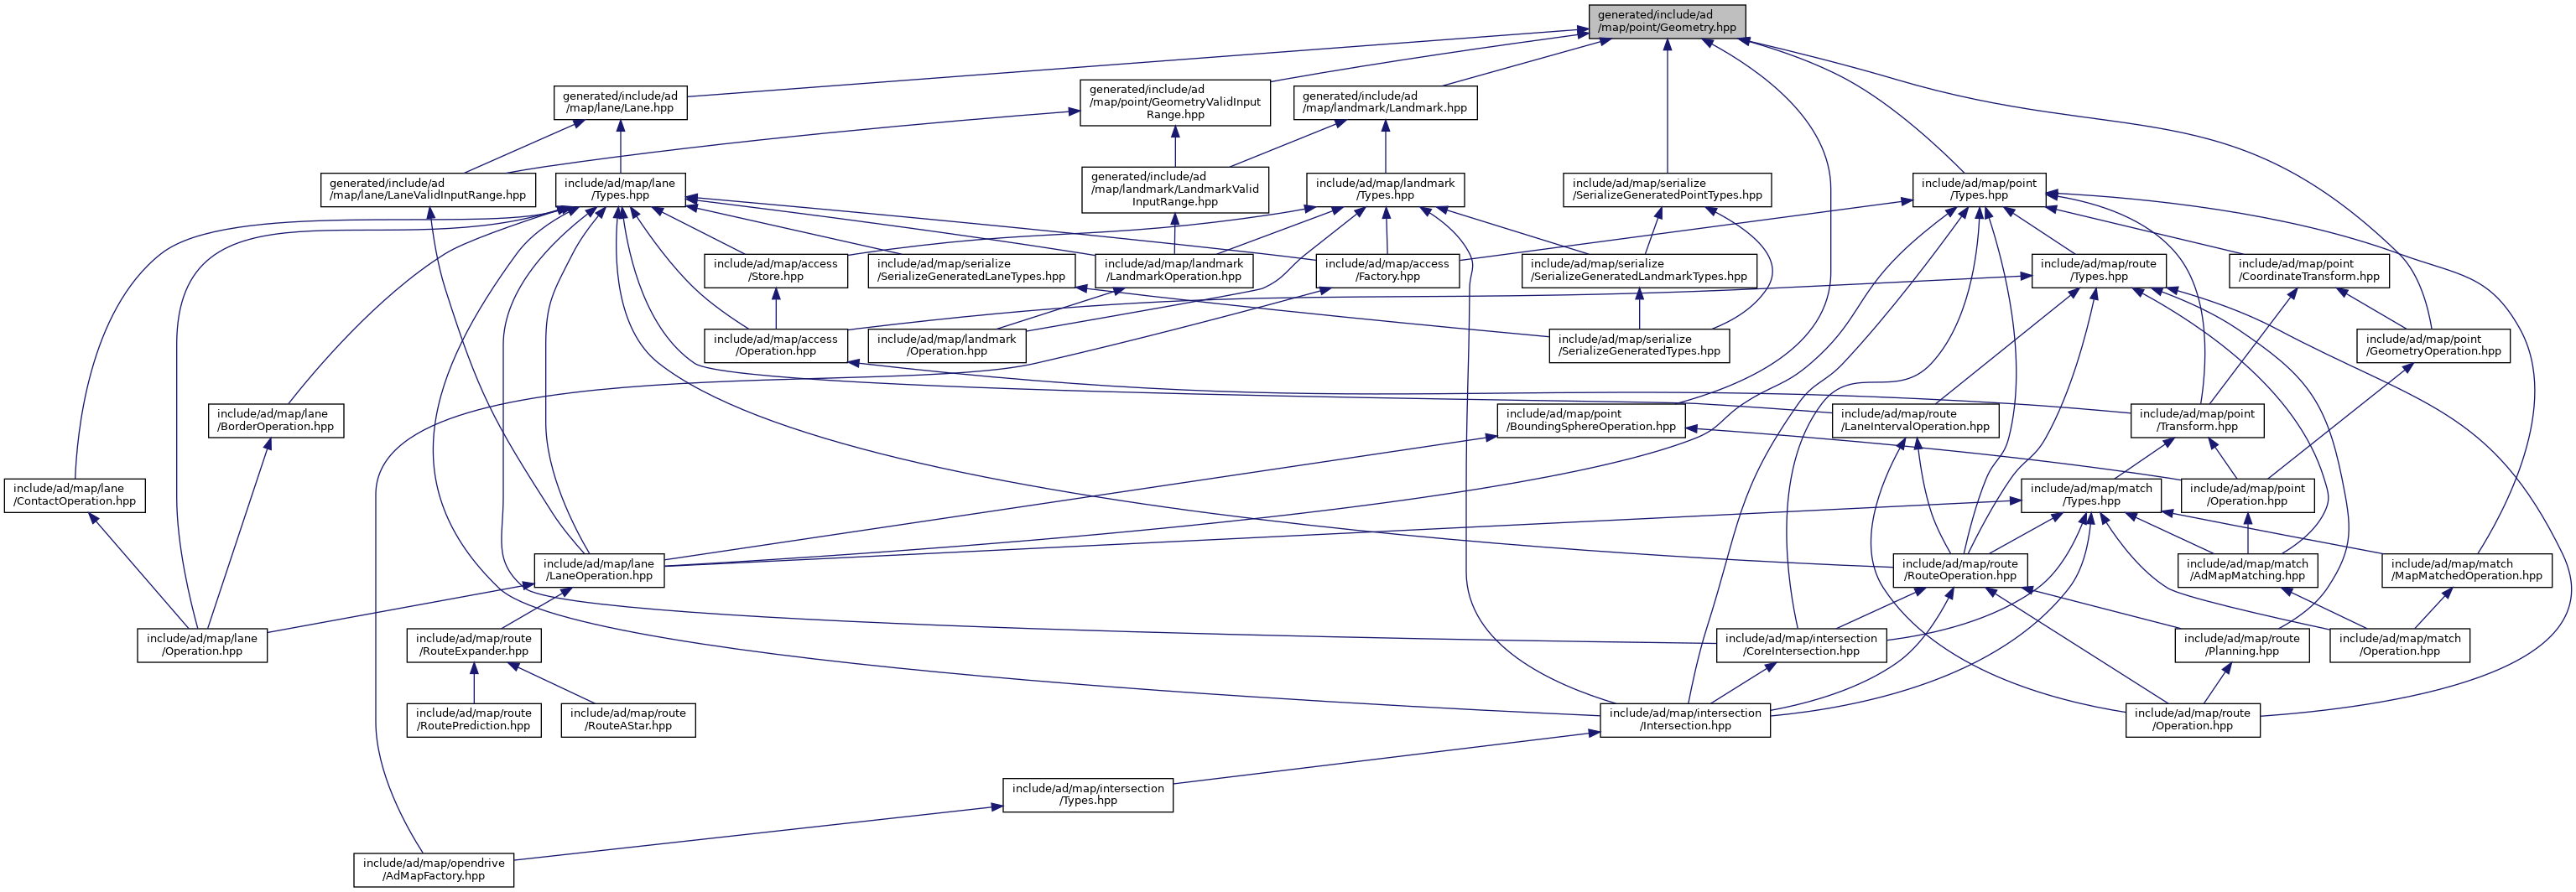 generated/include/ad
/map/point/Geometry.hpp
generated/include/ad
/map/lane/Lane.hpp
generated/include/ad
/map/point/GeometryValidInput
Range.hpp
generated/include/ad
/map/landmark/Landmark.hpp
generated/include/ad
/map/lane/LaneValidInputRange.hpp
include/ad/map/lane
/Types.hpp
generated/include/ad
/map/landmark/LandmarkValid
InputRange.hpp
include/ad/map/landmark
/Types.hpp
include/ad/map/serialize
/SerializeGeneratedPointTypes.hpp
include/ad/map/point
/Types.hpp
include/ad/map/access
/Store.hpp
include/ad/map/serialize
/SerializeGeneratedLaneTypes.hpp
include/ad/map/landmark
/LandmarkOperation.hpp
include/ad/map/access
/Factory.hpp
include/ad/map/serialize
/SerializeGeneratedLandmarkTypes.hpp
include/ad/map/route
/Types.hpp
include/ad/map/point
/CoordinateTransform.hpp
include/ad/map/access
/Operation.hpp
include/ad/map/landmark
/Operation.hpp
include/ad/map/serialize
/SerializeGeneratedTypes.hpp
include/ad/map/point
/GeometryOperation.hpp
include/ad/map/lane
/BorderOperation.hpp
include/ad/map/point
/BoundingSphereOperation.hpp
include/ad/map/route
/LaneIntervalOperation.hpp
include/ad/map/point
/Transform.hpp
include/ad/map/lane
/ContactOperation.hpp
include/ad/map/match
/Types.hpp
include/ad/map/point
/Operation.hpp
include/ad/map/lane
/LaneOperation.hpp
include/ad/map/route
/RouteOperation.hpp
include/ad/map/match
/AdMapMatching.hpp
include/ad/map/match
/MapMatchedOperation.hpp
include/ad/map/lane
/Operation.hpp
include/ad/map/route
/RouteExpander.hpp
include/ad/map/intersection
/CoreIntersection.hpp
include/ad/map/route
/Planning.hpp
include/ad/map/match
/Operation.hpp
include/ad/map/route
/RoutePrediction.hpp
include/ad/map/route
/RouteAStar.hpp
include/ad/map/intersection
/Intersection.hpp
include/ad/map/route
/Operation.hpp
include/ad/map/intersection
/Types.hpp
include/ad/map/opendrive
/AdMapFactory.hpp